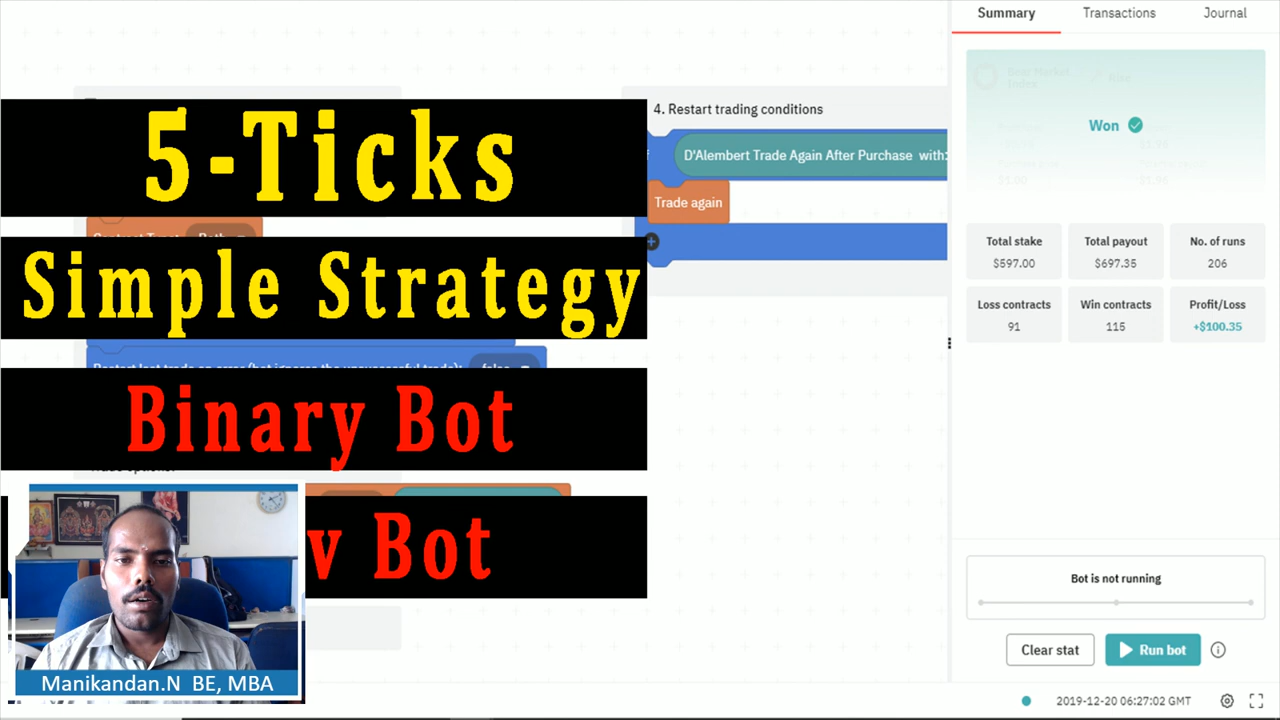 Summary
Transactions
Journal
5-Ticks
Simple Strategy
Binary Bot
v Bot
Manikandan.N BE, MBA
4. Restart trading conditions
D'Alembert Trade Again After Purchase with:
Trade again
Won
Total stake
$597.00
Total payout
$697.35
No. of runs
206
Loss contracts
91
Win contracts
115
Profit/Loss
+$100.35
Bot is not running
Clear stat
Run bot
2019-12-20 06:27:02 GMT